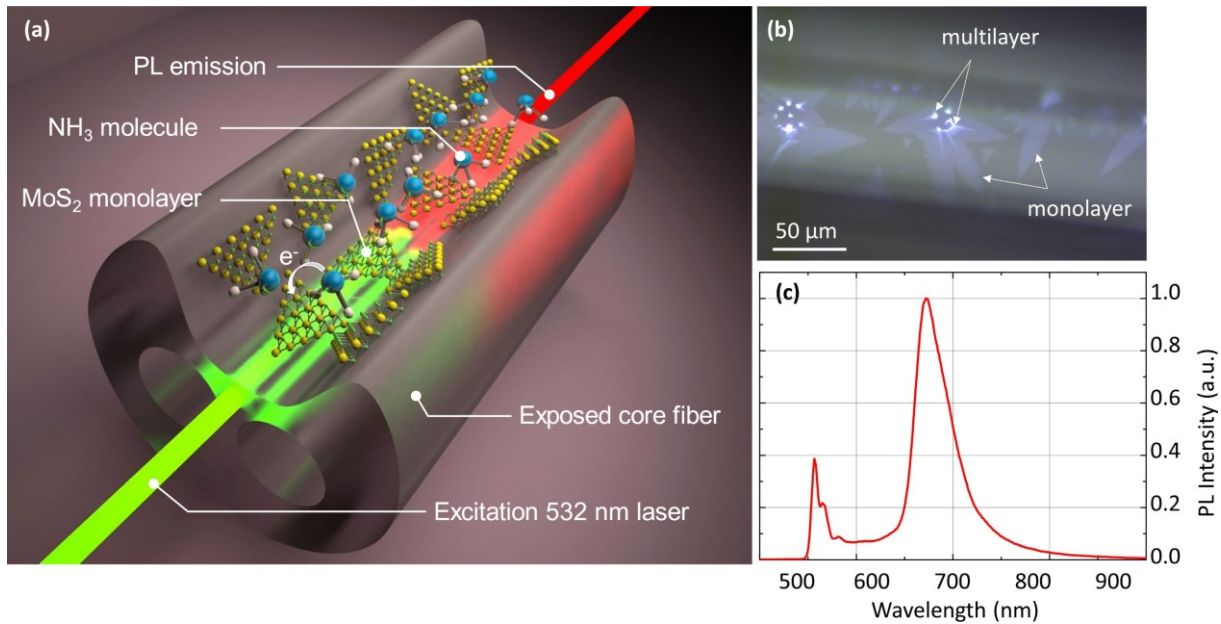 (a)
PL emission
NH₃ molecule
MoS₂ monolayer
e⁻
Exposed core fiber
Excitation 532 nm laser
(b)
multilayer
monolayer
50 μm
(c)
1.0
0.8
0.6
0.4
0.2
0.0
PL Intensity (a.u.)
500 600 700 800 900
Wavelength (nm)